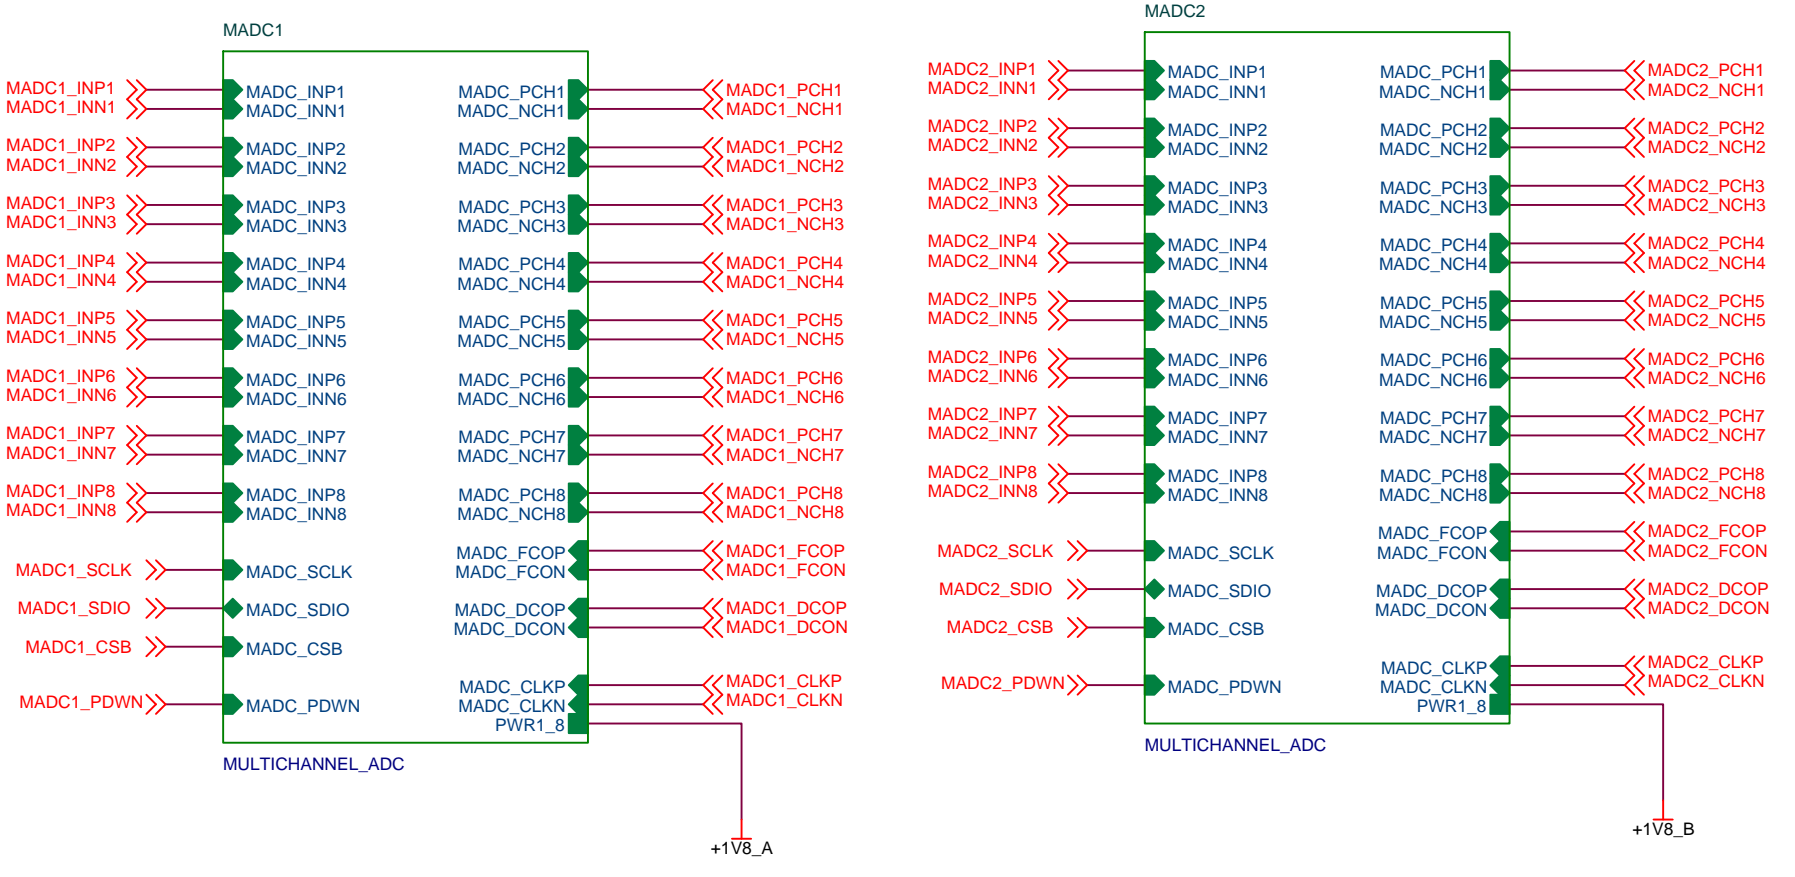 MADC1
MADC1_INP1 MADC_INP1 MADC_PCH1 MADC1_PCH1
MADC1_INN1 MADC_INN1 MADC_NCH1 MADC1_NCH1
MADC1_INP2 MADC_INP2 MADC_PCH2 MADC1_PCH2
MADC1_INN2 MADC_INN2 MADC_NCH2 MADC1_NCH2
MADC1_INP3 MADC_INP3 MADC_PCH3 MADC1_PCH3
MADC1_INN3 MADC_INN3 MADC_NCH3 MADC1_NCH3
MADC1_INP4 MADC_INP4 MADC_PCH4 MADC1_PCH4
MADC1_INN4 MADC_INN4 MADC_NCH4 MADC1_NCH4
MADC1_INP5 MADC_INP5 MADC_PCH5 MADC1_PCH5
MADC1_INN5 MADC_INN5 MADC_NCH5 MADC1_NCH5
MADC1_INP6 MADC_INP6 MADC_PCH6 MADC1_PCH6
MADC1_INN6 MADC_INN6 MADC_NCH6 MADC1_NCH6
MADC1_INP7 MADC_INP7 MADC_PCH7 MADC1_PCH7
MADC1_INN7 MADC_INN7 MADC_NCH7 MADC1_NCH7
MADC1_INP8 MADC_INP8 MADC_PCH8 MADC1_PCH8
MADC1_INN8 MADC_INN8 MADC_NCH8 MADC1_NCH8
MADC_FCOP MADC1_FCOP
MADC1_SCLK MADC_SCLK MADC_FCON MADC1_FCON
MADC1_SDIO MADC_SDIO MADC_DCOP MADC1_DCOP
MADC_DCON MADC1_DCON
MADC1_CSB MADC_CSB
MADC_CLKP MADC1_CLKP
MADC1_PDWN MADC_PDWN MADC_CLKN MADC1_CLKN
PWR1_8
MULTICHANNEL_ADC
+1V8_A
MADC2
MADC2_INP1 MADC_INP1 MADC_PCH1 MADC2_PCH1
MADC2_INN1 MADC_INN1 MADC_NCH1 MADC2_NCH1
MADC2_INP2 MADC_INP2 MADC_PCH2 MADC2_PCH2
MADC2_INN2 MADC_INN2 MADC_NCH2 MADC2_NCH2
MADC2_INP3 MADC_INP3 MADC_PCH3 MADC2_PCH3
MADC2_INN3 MADC_INN3 MADC_NCH3 MADC2_NCH3
MADC2_INP4 MADC_INP4 MADC_PCH4 MADC2_PCH4
MADC2_INN4 MADC_INN4 MADC_NCH4 MADC2_NCH4
MADC2_INP5 MADC_INP5 MADC_PCH5 MADC2_PCH5
MADC2_INN5 MADC_INN5 MADC_NCH5 MADC2_NCH5
MADC2_INP6 MADC_INP6 MADC_PCH6 MADC2_PCH6
MADC2_INN6 MADC_INN6 MADC_NCH6 MADC2_NCH6
MADC2_INP7 MADC_INP7 MADC_PCH7 MADC2_PCH7
MADC2_INN7 MADC_INN7 MADC_NCH7 MADC2_NCH7
MADC2_INP8 MADC_INP8 MADC_PCH8 MADC2_PCH8
MADC2_INN8 MADC_INN8 MADC_NCH8 MADC2_NCH8
MADC_FCOP MADC2_FCOP
MADC2_SCLK MADC_SCLK MADC_FCON MADC2_FCON
MADC2_SDIO MADC_SDIO MADC_DCOP MADC2_DCOP
MADC_DCON MADC2_DCON
MADC2_CSB MADC_CSB
MADC_CLKP MADC2_CLKP
MADC2_PDWN MADC_PDWN MADC_CLKN MADC2_CLKN
PWR1_8
MULTICHANNEL_ADC
+1V8_B